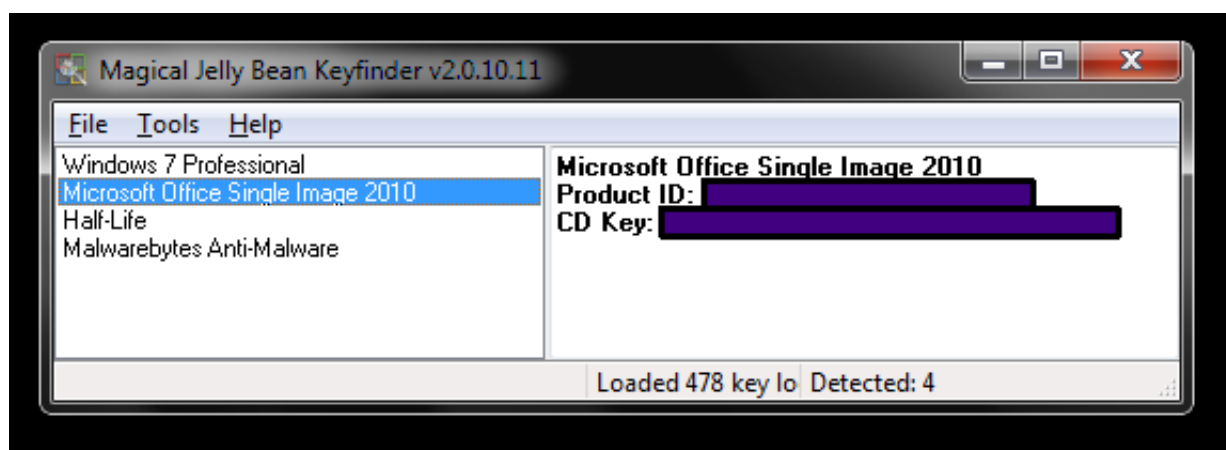 Magical Jelly Bean Keyfinder v2.0.10.11
File Tools Help
Windows 7 Professional
Microsoft Office Single Image 2010
Half-Life
Malwarebytes Anti-Malware
Microsoft Office Single Image 2010
Product ID:
CD Key:
Loaded 478 key lo Detected: 4